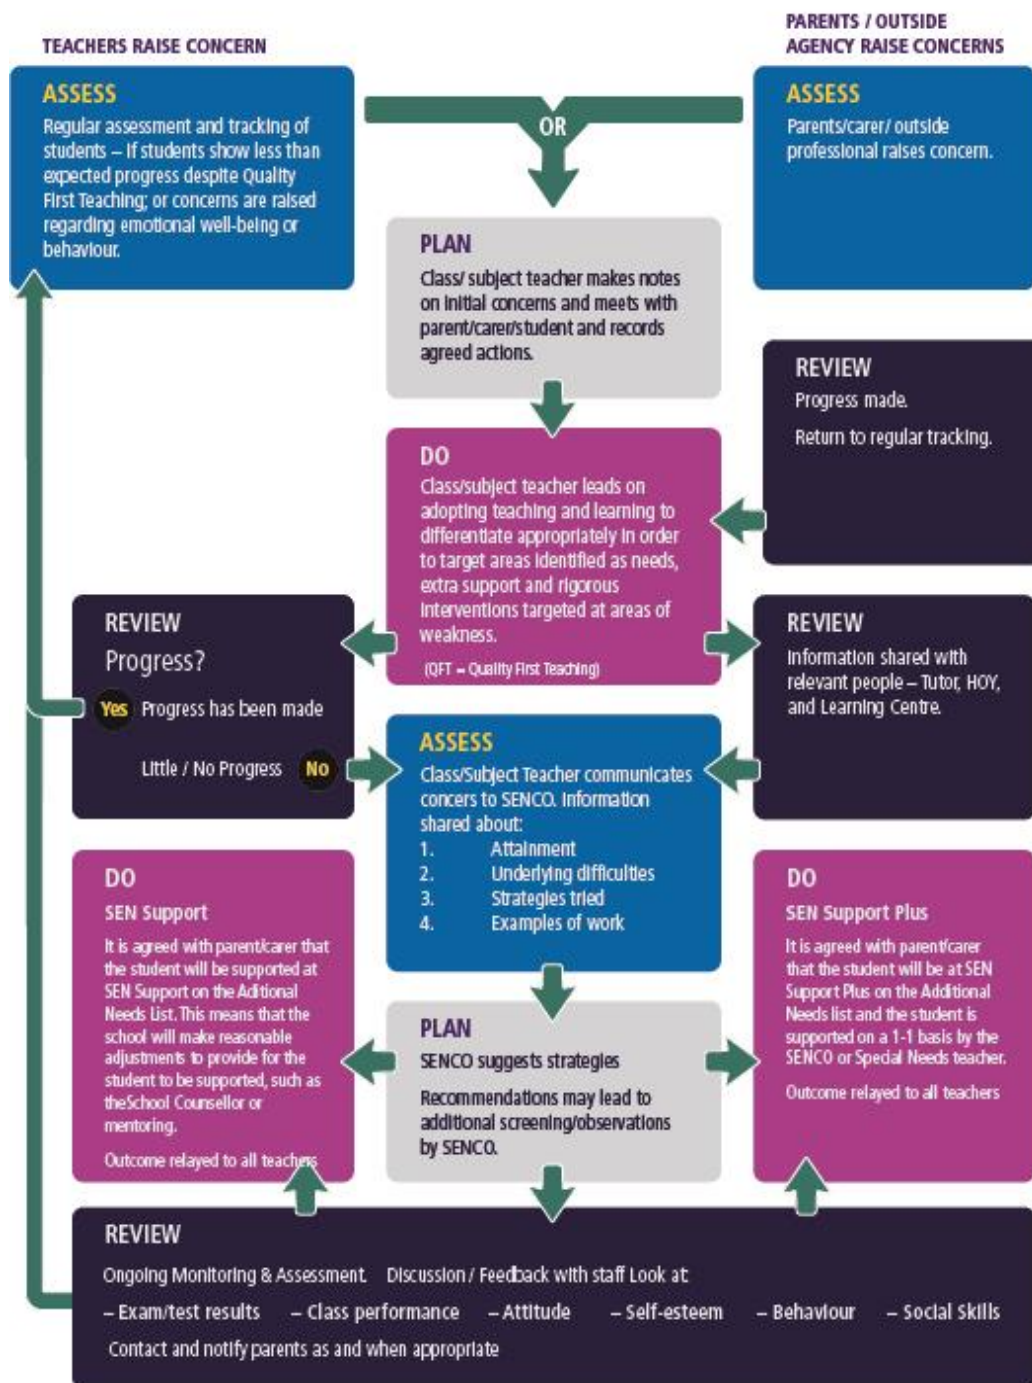 TEACHERS RAISE CONCERN
PARENTS / OUTSIDE
AGENCY RAISE CONCERNS
ASSESS
Regular assessment and tracking of
students – If students show less than
expected progress despite Quality
First Teaching; or concerns are raised
regarding emotional well-being or
behaviour.
OR
ASSESS
Parents/carer/ outside
professional raises concern.
PLAN
Class/ subject teacher makes notes
on initial concerns and meets with
parent/carer/student and records
agreed actions.
REVIEW
Progress made.
Return to regular tracking.
DO
Class/subject teacher leads on
adopting teaching and learning to
differentiate appropriately in order
to target areas identified as needs,
extra support and rigorous
interventions targeted at areas of
weakness.
(QFT = Quality First Teaching)
REVIEW
Progress?
Yes Progress has been made
Little / No Progress No
REVIEW
Information shared with
relevant people – Tutor, HOY,
and Learning Centre.
ASSESS
Class/Subject Teacher communicates
concers to SENCO. Information
shared about:
1. Attainment
2. Underlying difficulties
3. Strategies tried
4. Examples of work
DO
SEN Support
It is agreed with parent/carer that
the student will be supported at
SEN Support on the Aditional
Needs List. This means that the
school will make reasonable
adjustments to provide for the
student to be supported, such as
theSchool Counsellor or
mentoring.
Outcome relayed to all teachers
PLAN
SENCO suggests strategies
Recommendations may lead to
additional screening/observations
by SENCO.
DO
SEN Support Plus
It is agreed with parent/carer
that the student will be at SEN
Support Plus on the Additional
Needs list and the student is
supported on a 1-1 basis by the
SENCO or Special Needs teacher.
Outcome relayed to all teachers
REVIEW
Ongoing Monitoring & Assessment. Discussion / Feedback with staff Look at:
– Exam/test results – Class performance – Attitude – Self-esteem – Behaviour – Social Skills
Contact and notify parents as and when appropriate